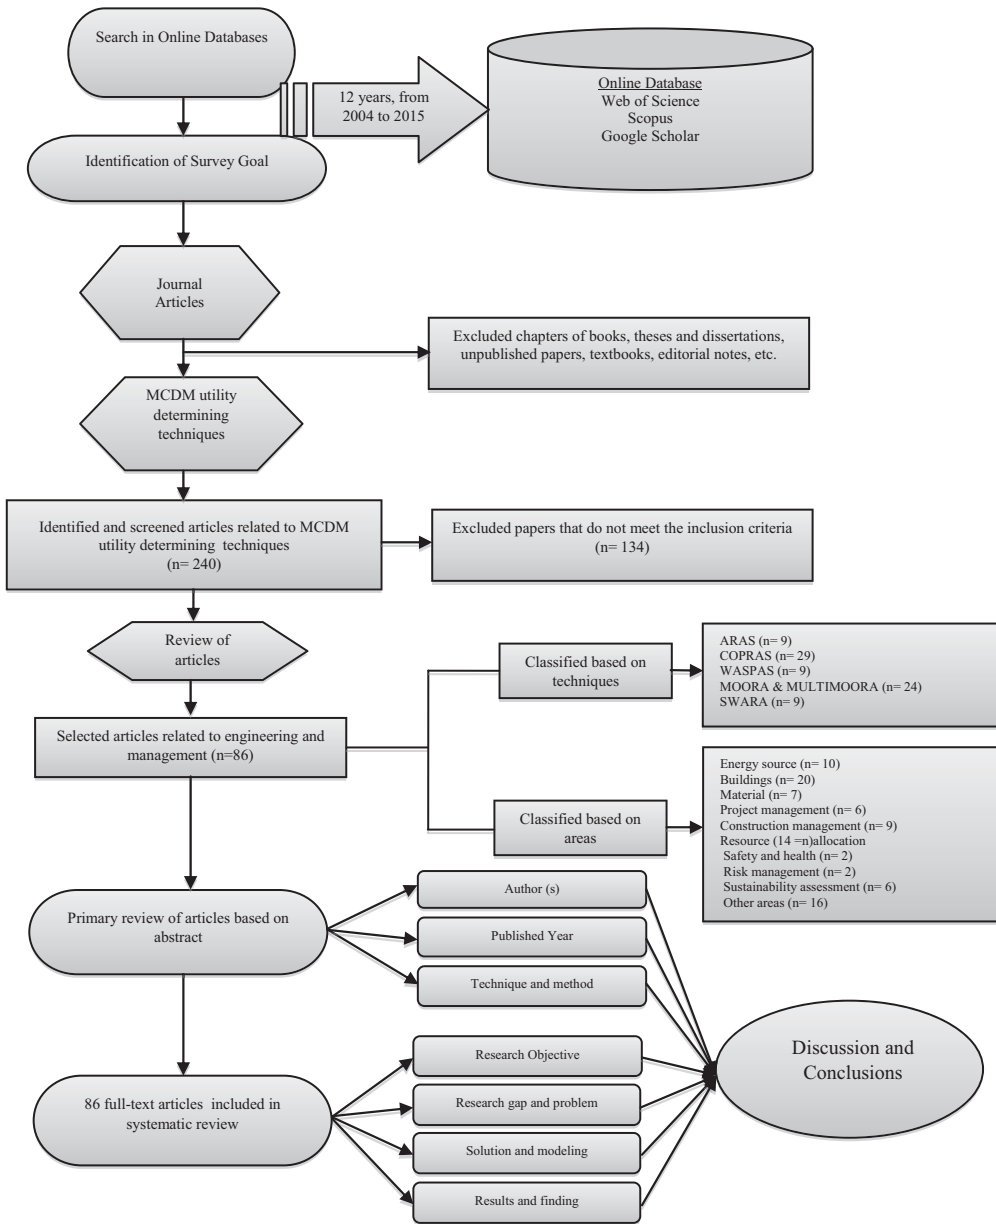 Search in Online Databases
12 years, from
2004 to 2015
Online Database
Web of Science
Scopus
Google Scholar
Identification of Survey Goal
Journal
Articles
Excluded chapters of books, theses and dissertations,
unpublished papers, textbooks, editorial notes, etc.
MCDM utility
determining
techniques
Identified and screened articles related to MCDM
utility determining techniques
(n= 240)
Excluded papers that do not meet the inclusion criteria
(n= 134)
Review of
articles
Selected articles related to engineering and
management (n=86)
Classified based on
techniques
ARAS (n= 9)
COPRAS (n= 29)
WASPAS (n= 9)
MOORA & MULTIMOORA (n= 24)
SWARA (n= 9)
Classified based on
areas
Energy source (n= 10)
Buildings (n= 20)
Material (n= 7)
Project management (n= 6)
Construction management (n= 9)
Resource (14 =n)allocation
Safety and health (n= 2)
Risk management (n= 2)
Sustainability assessment (n= 6)
Other areas (n= 16)
Primary review of articles based on
abstract
Author (s)
Published Year
Technique and method
86 full-text articles included in
systematic review
Research Objective
Research gap and problem
Solution and modeling
Results and finding
Discussion and
Conclusions